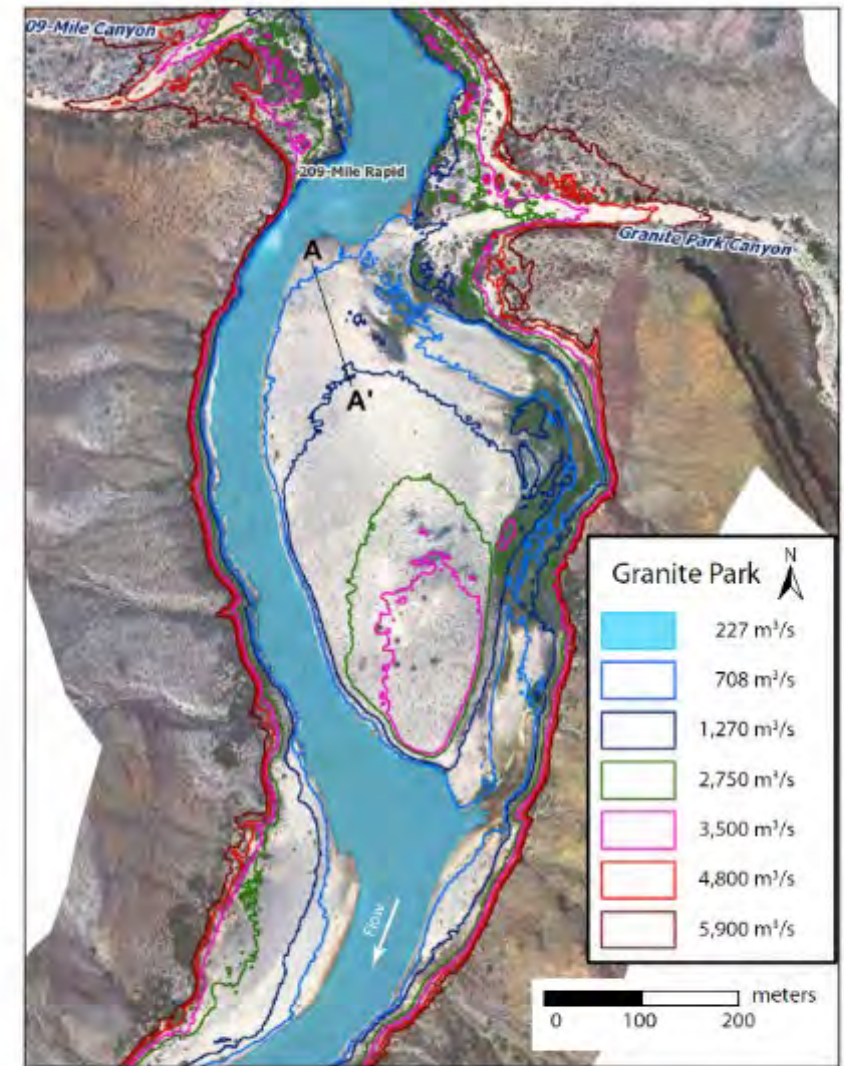 09-Mile Canyon
209-Mile Rapid
Granite Park Canyon
A
A'
Granite Park
N
227 m³/s
708 m³/s
1,270 m³/s
2,750 m³/s
3,500 m³/s
4,800 m³/s
5,900 m³/s
Flow
meters
0 100 200